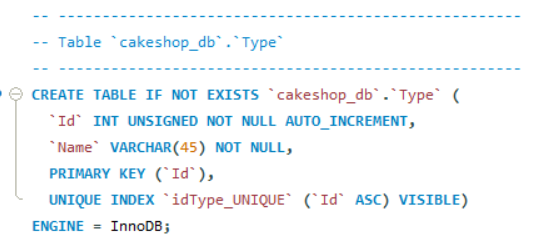 -- -----------------------------------------------------
-- Table `cakeshop_db`.`Type`
-- -----------------------------------------------------
CREATE TABLE IF NOT EXISTS `cakeshop_db`.`Type` (
`Id` INT UNSIGNED NOT NULL AUTO_INCREMENT,
`Name` VARCHAR(45) NOT NULL,
PRIMARY KEY (`Id`),
UNIQUE INDEX `idType_UNIQUE` (`Id` ASC) VISIBLE)
ENGINE = InnoDB;